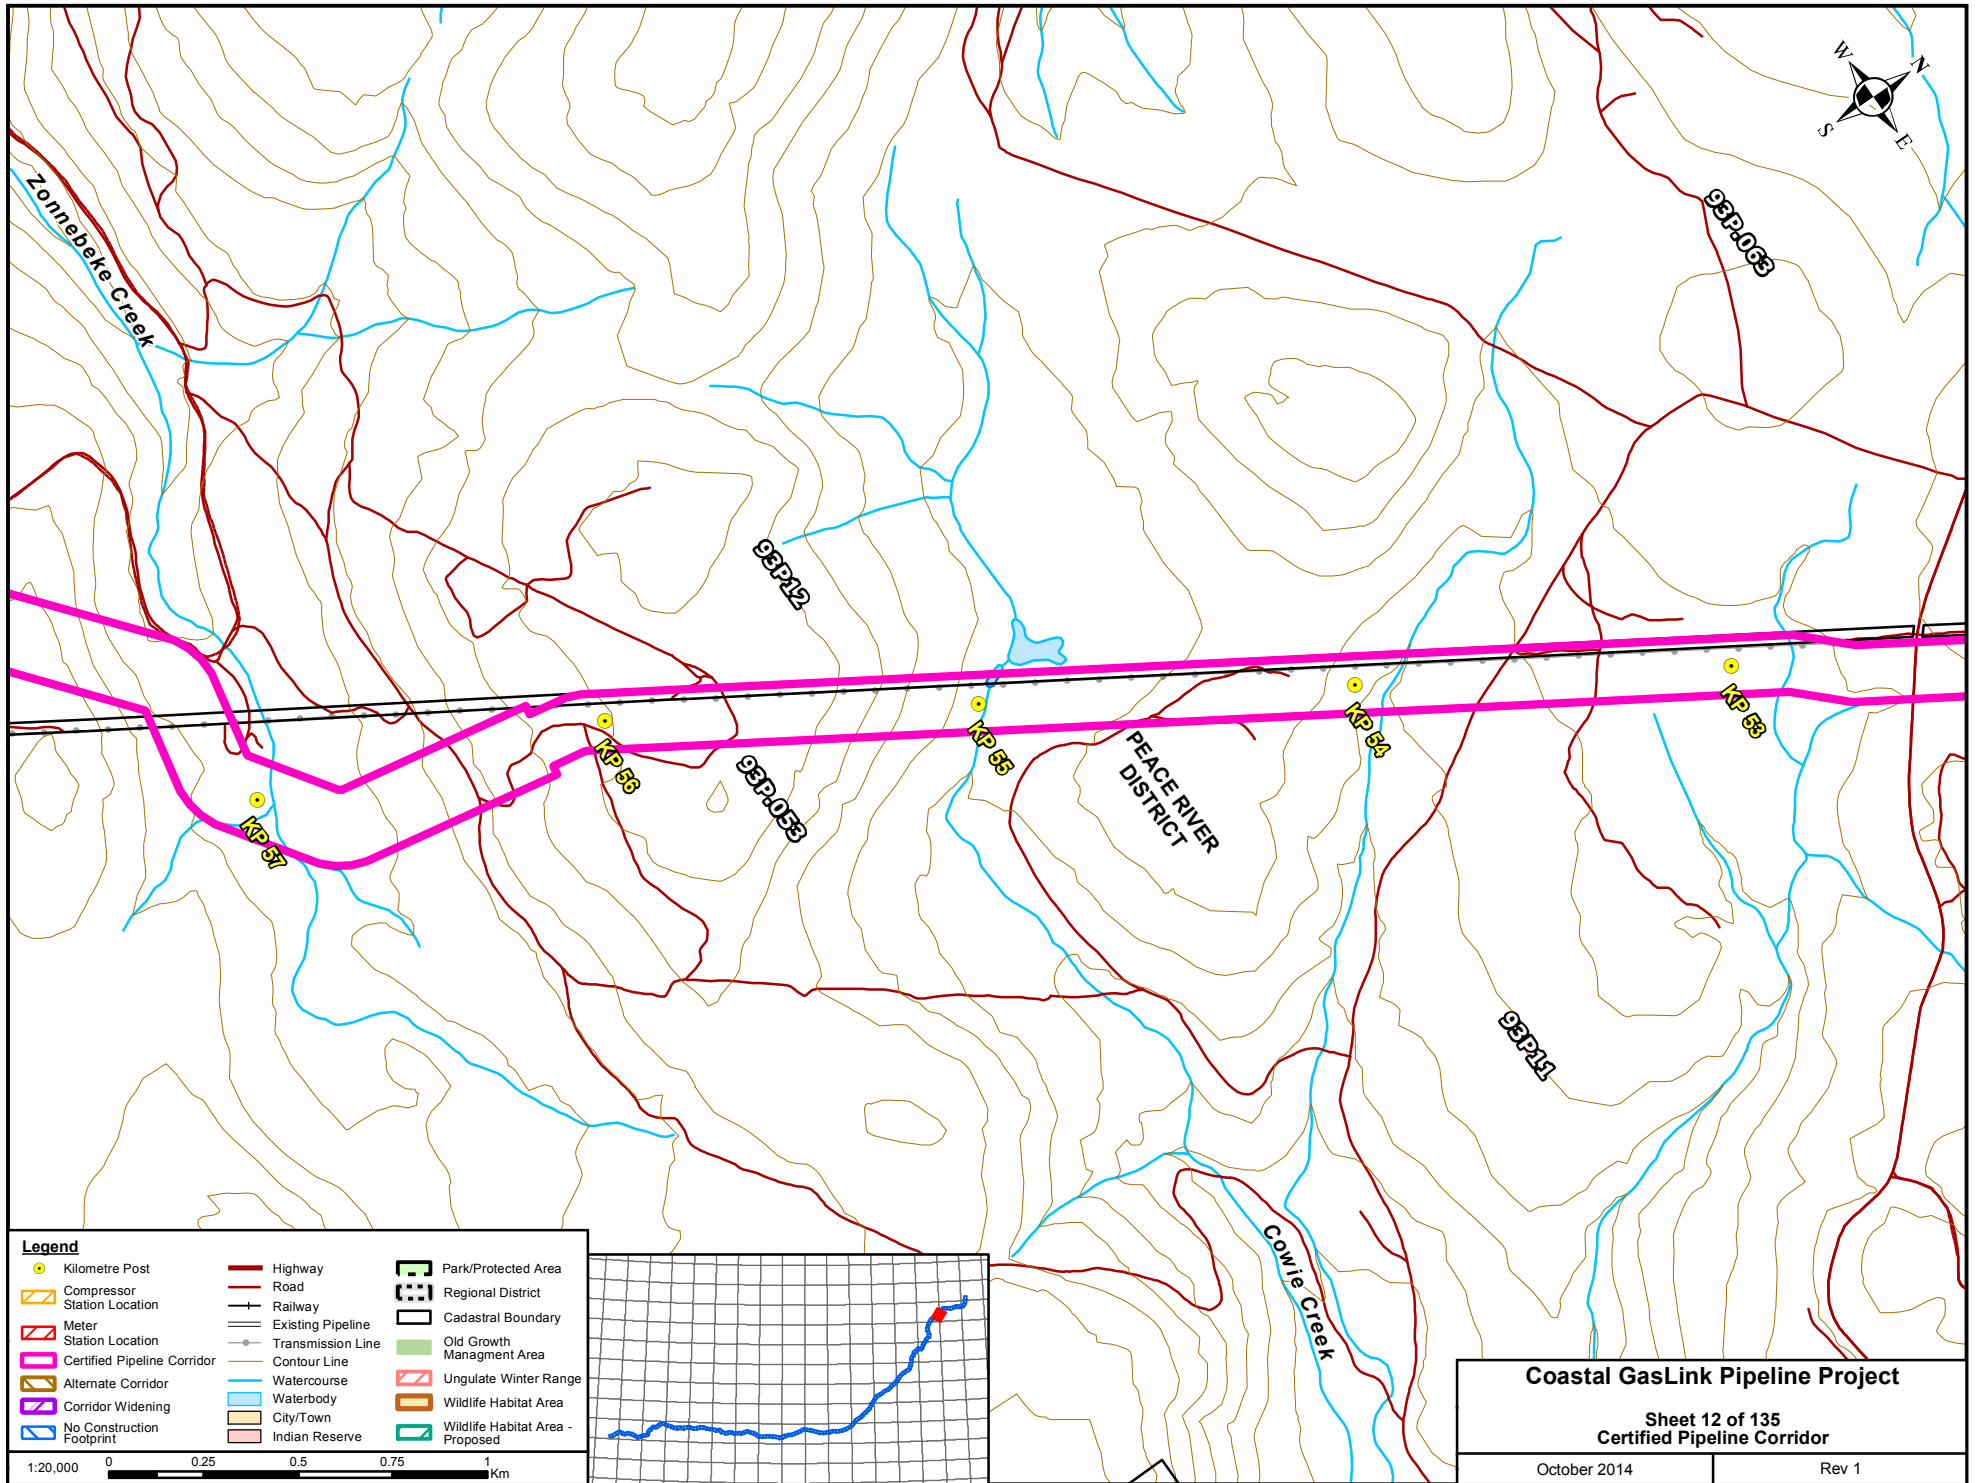 W
N
S
E
Zonnebeke Creek
93P.063
93P12
KP 57
KP 56
93P.053
KP 55
PEACE RIVER
DISTRICT
KP 54
KP 53
93P11
Cowie Creek
Legend
Kilometre Post
Compressor
Station Location
Meter
Station Location
Certified Pipeline Corridor
Alternate Corridor
Corridor Widening
No Construction
Footprint
Highway
Road
Railway
Existing Pipeline
Transmission Line
Contour Line
Watercourse
Waterbody
City/Town
Indian Reserve
Park/Protected Area
Regional District
Cadastral Boundary
Old Growth
Managment Area
Ungulate Winter Range
Wildlife Habitat Area
Wildlife Habitat Area -
Proposed
1:20,000
0 0.25 0.5 0.75 1
Km
Coastal GasLink Pipeline Project
Sheet 12 of 135
Certified Pipeline Corridor
October 2014
Rev 1